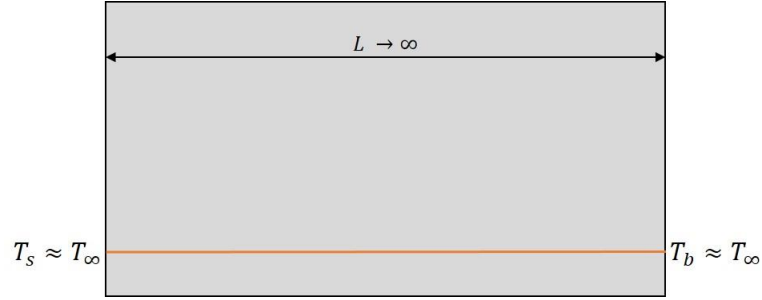 L → ∞
T_s ≈ T_∞
T_b ≈ T_∞